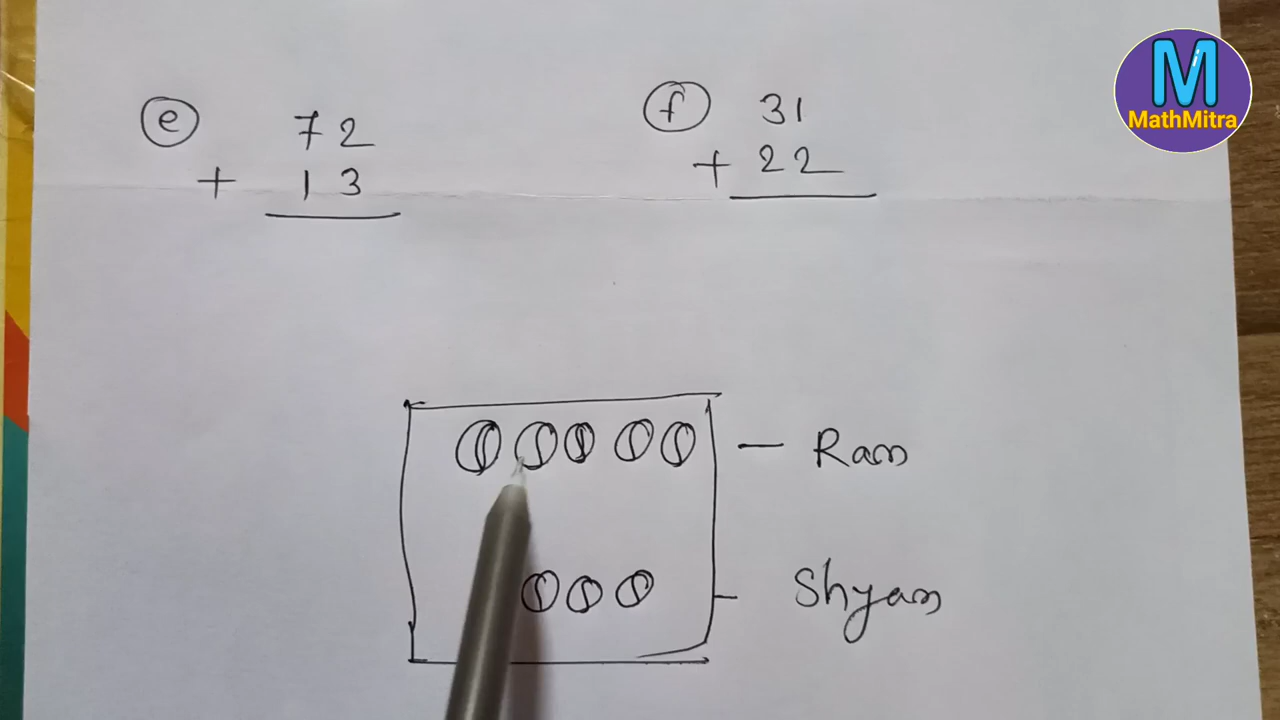 M
MathMitra
e 72
+ 13
f 31
+ 22
— Ram
- Shyam